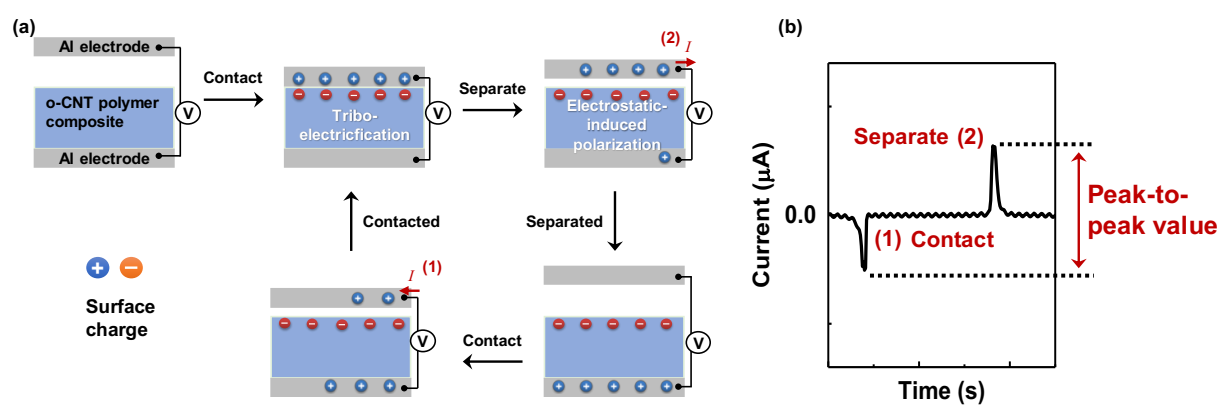 (a)
Al electrode
o-CNT polymer
composite
Al electrode
V
Contact
Tribo-
electricfication
V
Separate
(2)
I
Electrostatic-
induced
polarization
V
Separated
V
Contact
I (1)
V
Contacted
Surface
charge
(b)
Current (μA)
0.0
Separate (2)
(1) Contact
Peak-to-
peak value
Time (s)